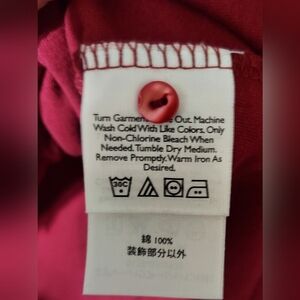 Turn Garment Out. Machine
Wash Cold With Like Colors. Only
Non-Chlorine Bleach When
Needed. Tumble Dry Medium.
Remove Promptly. Warm Iron As
Desired.
30C
綿 100%
装飾部分以外